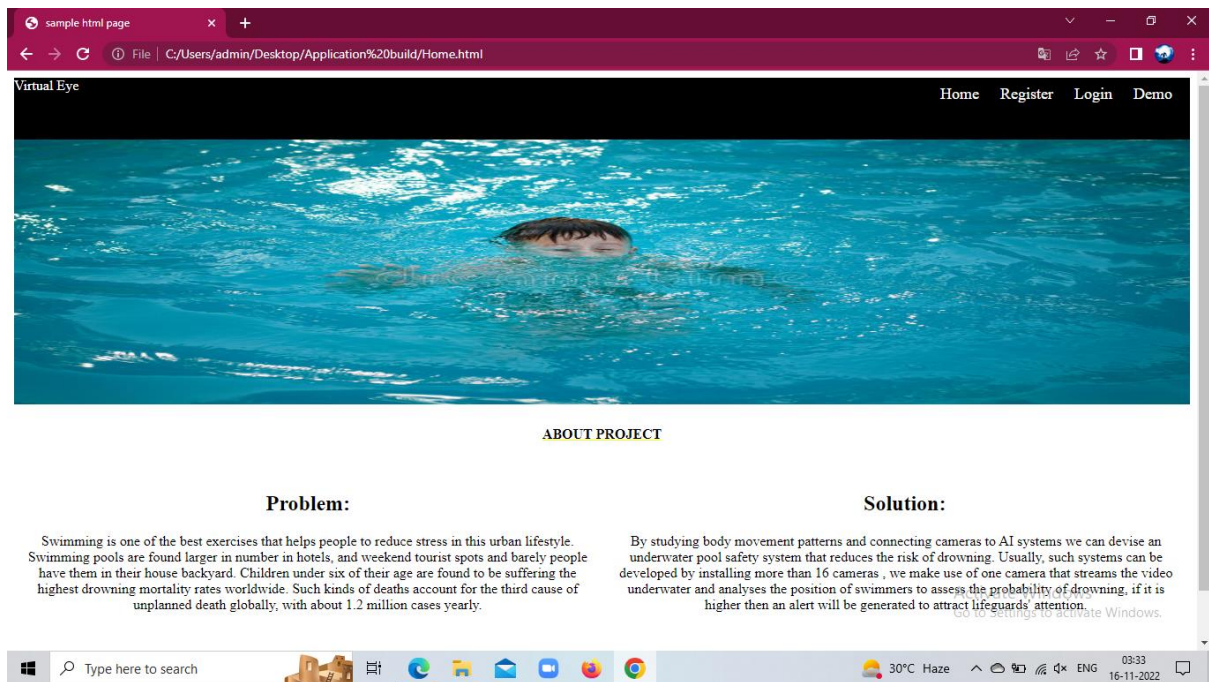 sample html page
File C:/Users/admin/Desktop/Application%20build/Home.html
Virtual Eye
Home Register Login Demo
ABOUT PROJECT
Problem:
Swimming is one of the best exercises that helps people to reduce stress in this urban lifestyle.
Swimming pools are found larger in number in hotels, and weekend tourist spots and barely people
have them in their house backyard. Children under six of their age are found to be suffering the
highest drowning mortality rates worldwide. Such kinds of deaths account for the third cause of
unplanned death globally, with about 1.2 million cases yearly.
Solution:
By studying body movement patterns and connecting cameras to AI systems we can devise an
underwater pool safety system that reduces the risk of drowning. Usually, such systems can be
developed by installing more than 16 cameras , we make use of one camera that streams the video
underwater and analyses the position of swimmers to assess the probability of drowning, if it is
higher then an alert will be generated to attract lifeguards' attention.
Activate Windows
Go to Settings to activate Windows.
Type here to search
30°C Haze
ENG
03:33
16-11-2022